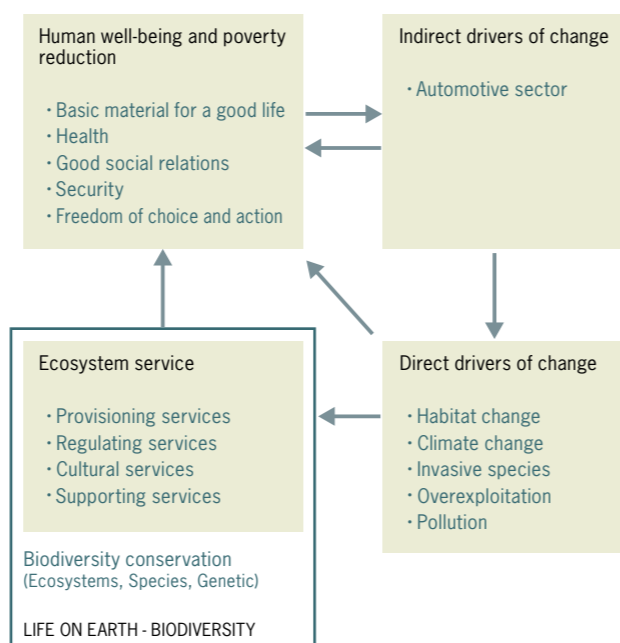 Human well-being and poverty
reduction
· Basic material for a good life
· Health
· Good social relations
· Security
· Freedom of choice and action
Indirect drivers of change
· Automotive sector
Ecosystem service
· Provisioning services
· Regulating services
· Cultural services
· Supporting services
Biodiversity conservation
(Ecosystems, Species, Genetic)
LIFE ON EARTH - BIODIVERSITY
Direct drivers of change
· Habitat change
· Climate change
· Invasive species
· Overexploitation
· Pollution